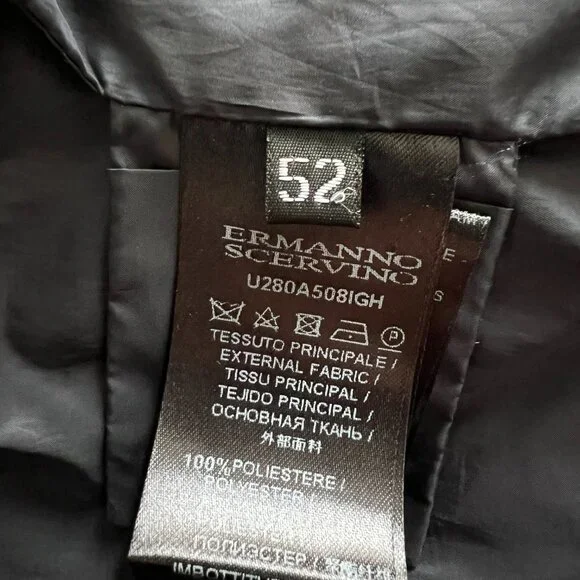 52
ERMANNO
SCERVINO
U280A508IGH
P
TESSUTO PRINCIPALE /
EXTERNAL FABRIC /
TISSU PRINCIPAL /
TEJIDO PRINCIPAL /
ОСНОВНАЯ ТКАНЬ /
外部面料
100%POLIESTERE /
POLYESTER /
ПОЛИЭСТЕР /
E
S